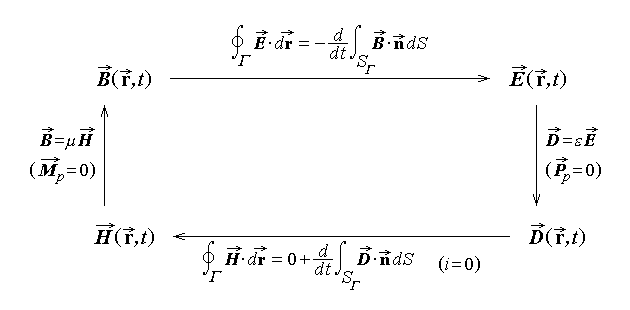 ∮_Γ E⃗·dr⃗ = −d/dt ∫_{S_Γ} B⃗·n⃗ dS
B⃗(r⃗,t) E⃗(r⃗,t)
B⃗=μH⃗ D⃗=εE⃗
(M⃗_p=0) (P⃗_p=0)
H⃗(r⃗,t) D⃗(r⃗,t)
∮_Γ H⃗·dr⃗ = 0+d/dt ∫_{S_Γ} D⃗·n⃗ dS (i=0)